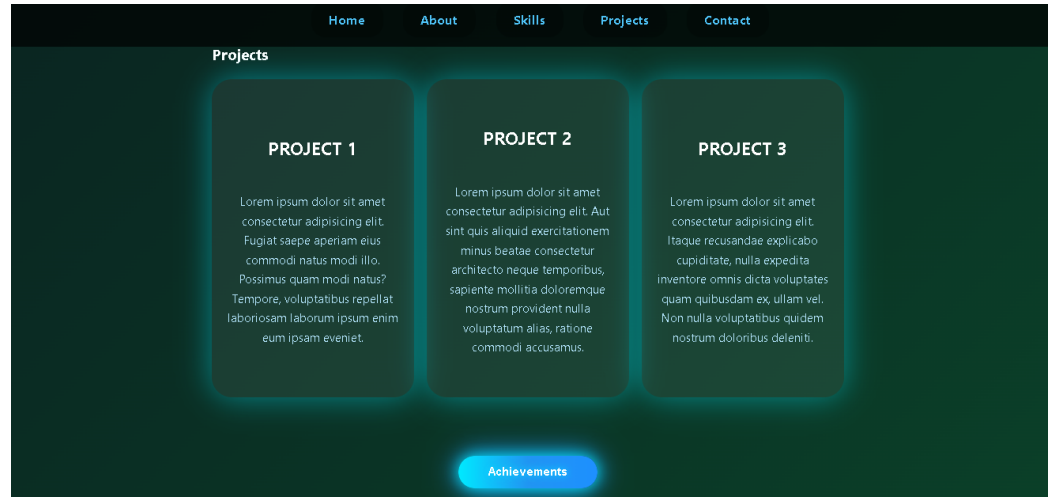 Home About Skills Projects Contact
Projects
PROJECT 1
Lorem ipsum dolor sit amet
consectetur adipisicing elit.
Fugiat saepe aperiam eius
commodi natus modi illo.
Possimus quam modi natus?
Tempore, voluptatibus repellat
laboriosam laborum ipsum enim
eum ipsam eveniet.
PROJECT 2
Lorem ipsum dolor sit amet
consectetur adipisicing elit. Aut
sint quis aliquid exercitationem
minus beatae consectetur
architecto neque temporibus,
sapiente mollitia doloremque
nostrum provident nulla
voluptatum alias, ratione
commodi accusamus.
PROJECT 3
Lorem ipsum dolor sit amet
consectetur adipisicing elit.
Itaque recusandae explicabo
cupiditate, nulla expedita
inventore omnis dicta voluptates
quam quibusdam ex, ullam vel.
Non nulla voluptatibus quidem
nostrum doloribus deleniti.
Achievements